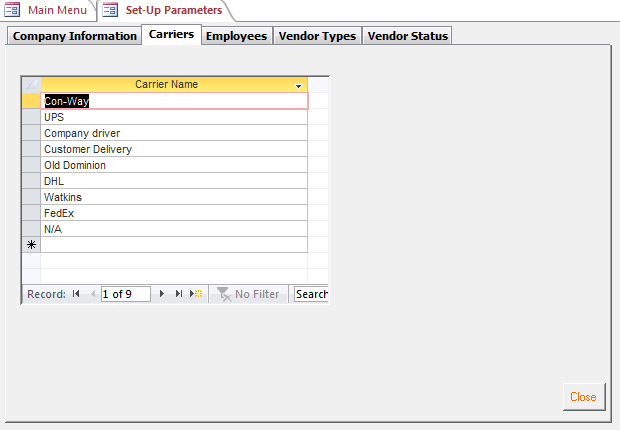 Main Menu Set-Up Parameters
Company Information Carriers Employees Vendor Types Vendor Status
Carrier Name
Con-Way
UPS
Company driver
Customer Delivery
Old Dominion
DHL
Watkins
FedEx
N/A
Record: 1 of 9 No Filter Search
Close